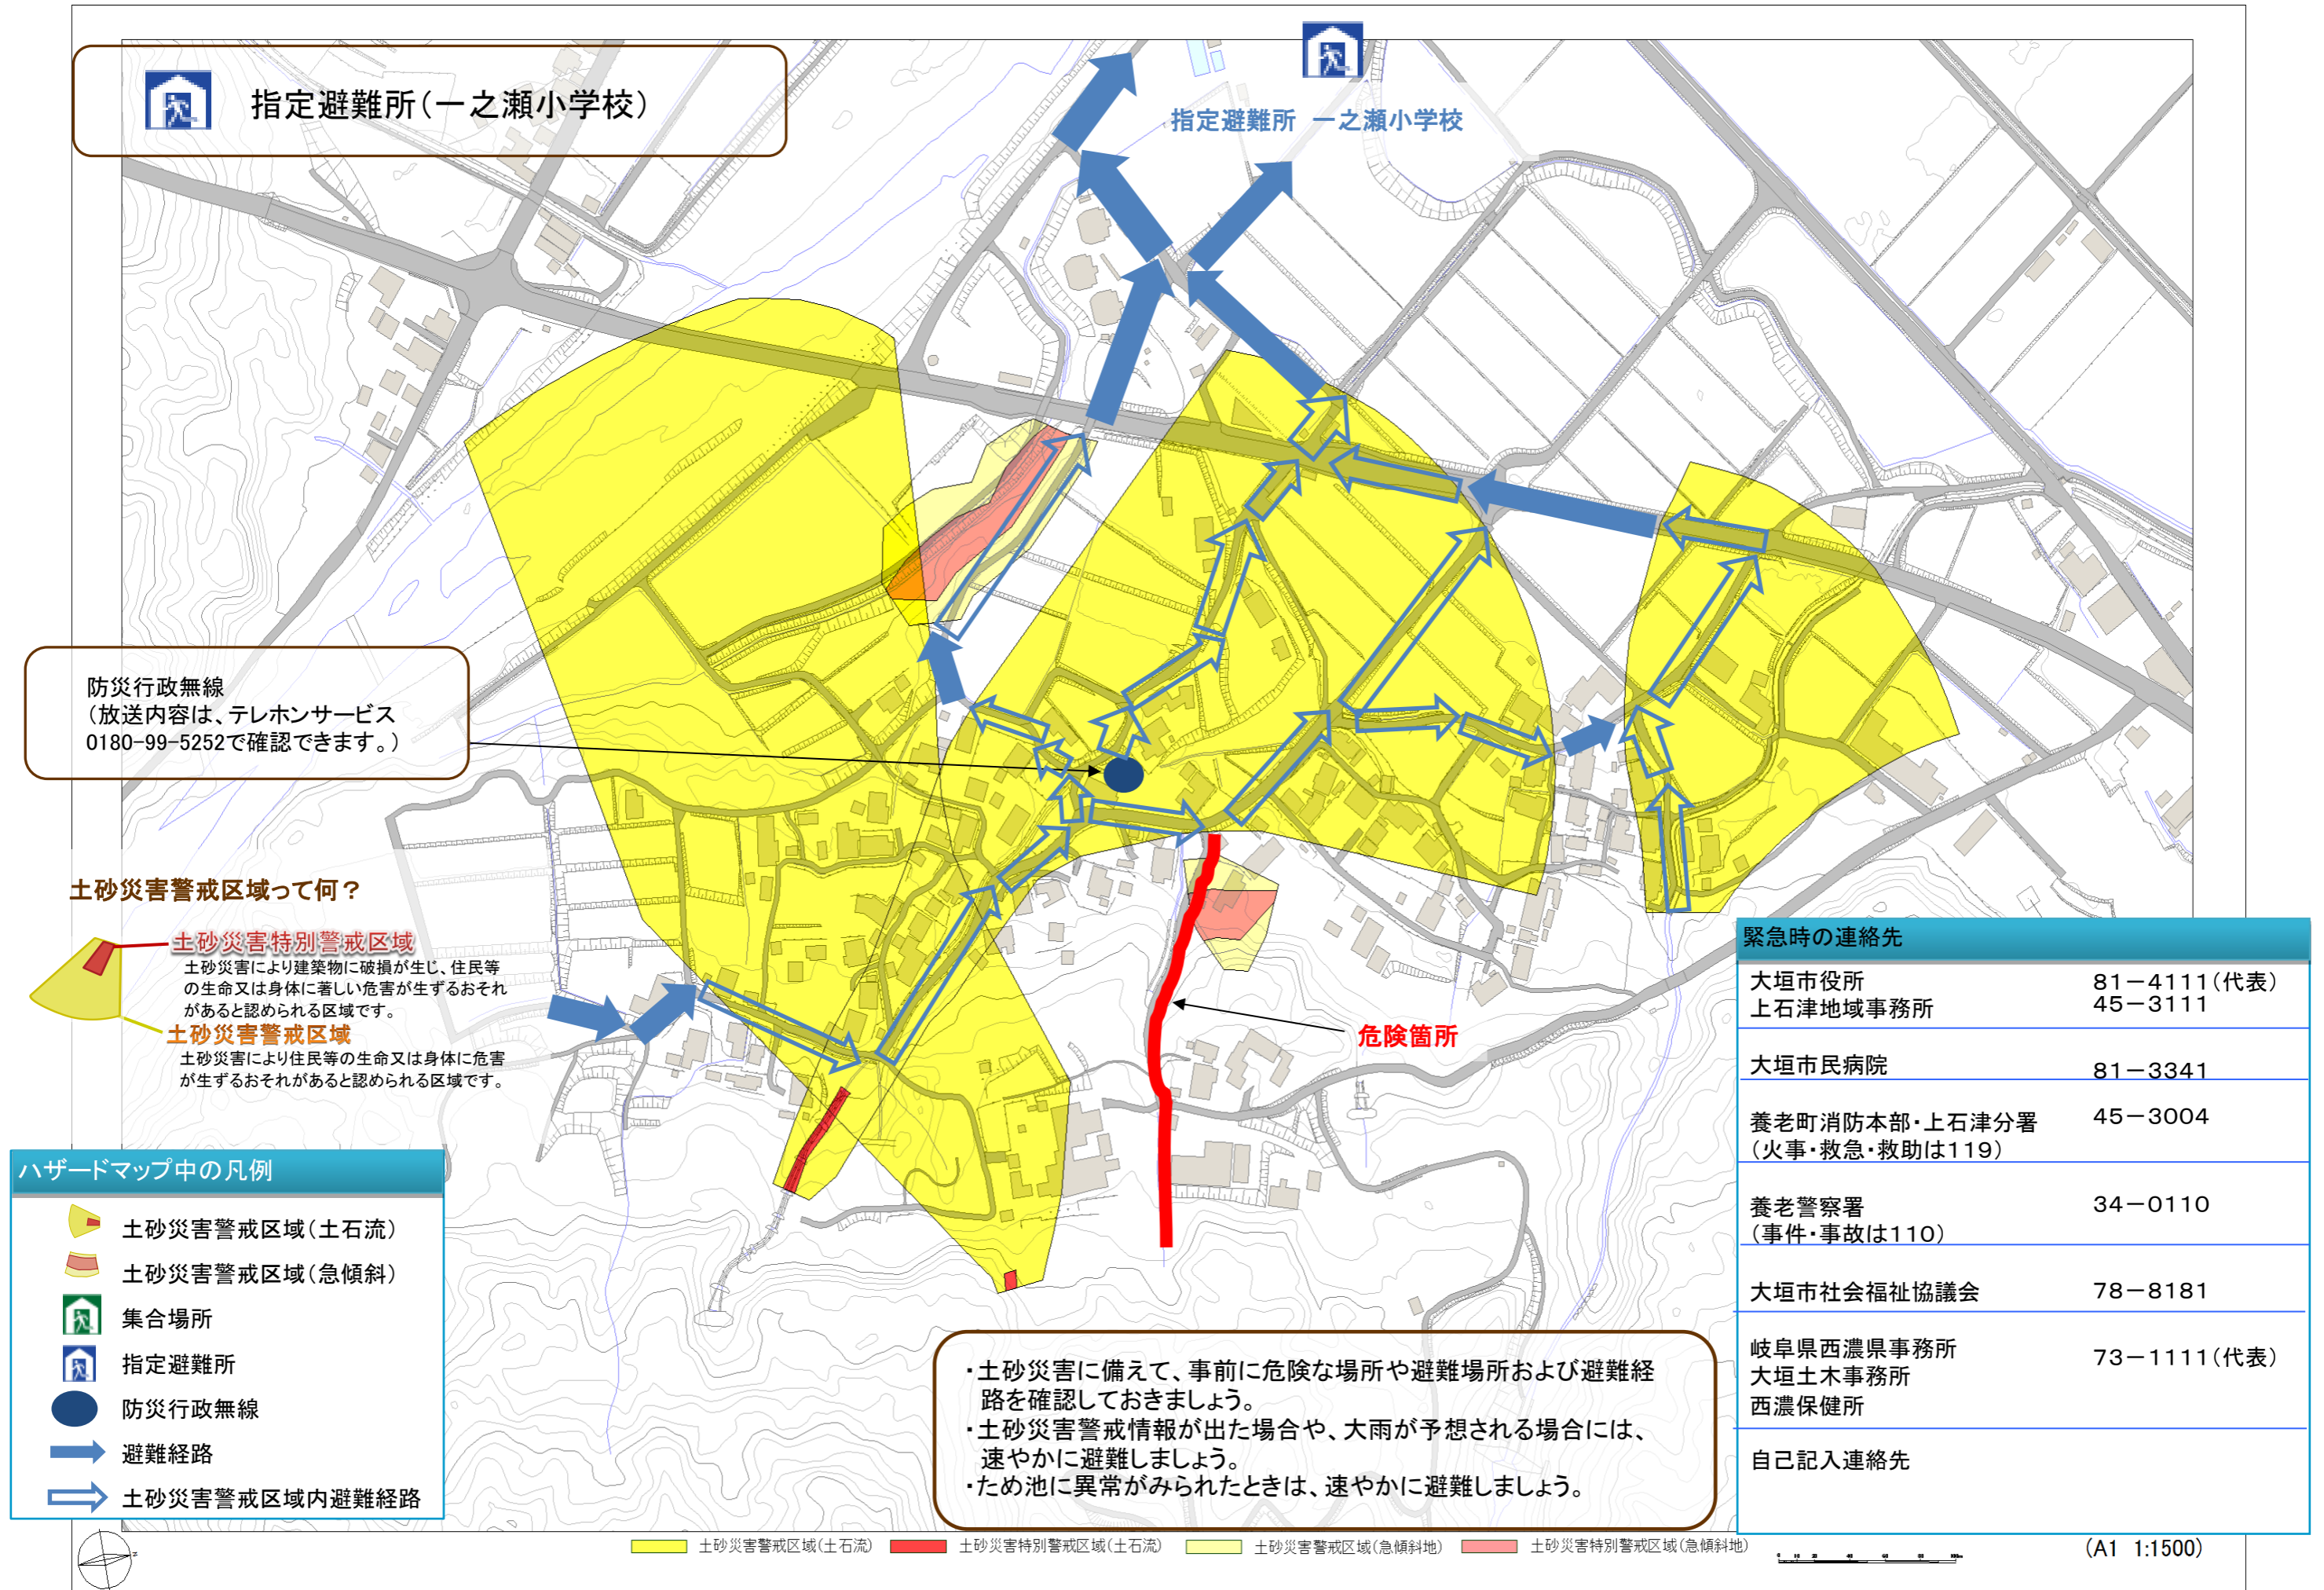 指定避難所(一之瀬小学校)
指定避難所 一之瀬小学校
防災行政無線
(放送内容は、テレホンサービス
0180-99-5252で確認できます。)
土砂災害警戒区域って何?
土砂災害特別警戒区域
土砂災害により建築物に破損が生じ、住民等
の生命又は身体に著しい危害が生ずるおそれ
があると認められる区域です。
土砂災害警戒区域
土砂災害により住民等の生命又は身体に危害
が生ずるおそれがあると認められる区域です。
危険箇所
ハザードマップ中の凡例
土砂災害警戒区域(土石流)
土砂災害警戒区域(急傾斜)
集合場所
指定避難所
防災行政無線
避難経路
土砂災害警戒区域内避難経路
・土砂災害に備えて、事前に危険な場所や避難場所および避難経
路を確認しておきましょう。
・土砂災害警戒情報が出た場合や、大雨が予想される場合には、
速やかに避難しましょう。
・ため池に異常がみられたときは、速やかに避難しましょう。
緊急時の連絡先
大垣市役所 81-4111(代表)
上石津地域事務所 45-3111
大垣市民病院 81-3341
養老町消防本部・上石津分署 45-3004
(火事・救急・救助は119)
養老警察署 34-0110
(事件・事故は110)
大垣市社会福祉協議会 78-8181
岐阜県西濃県事務所 73-1111(代表)
大垣土木事務所
西濃保健所
自己記入連絡先
土砂災害警戒区域(土石流) 土砂災害特別警戒区域(土石流) 土砂災害警戒区域(急傾斜地) 土砂災害特別警戒区域(急傾斜地)
(A1 1:1500)